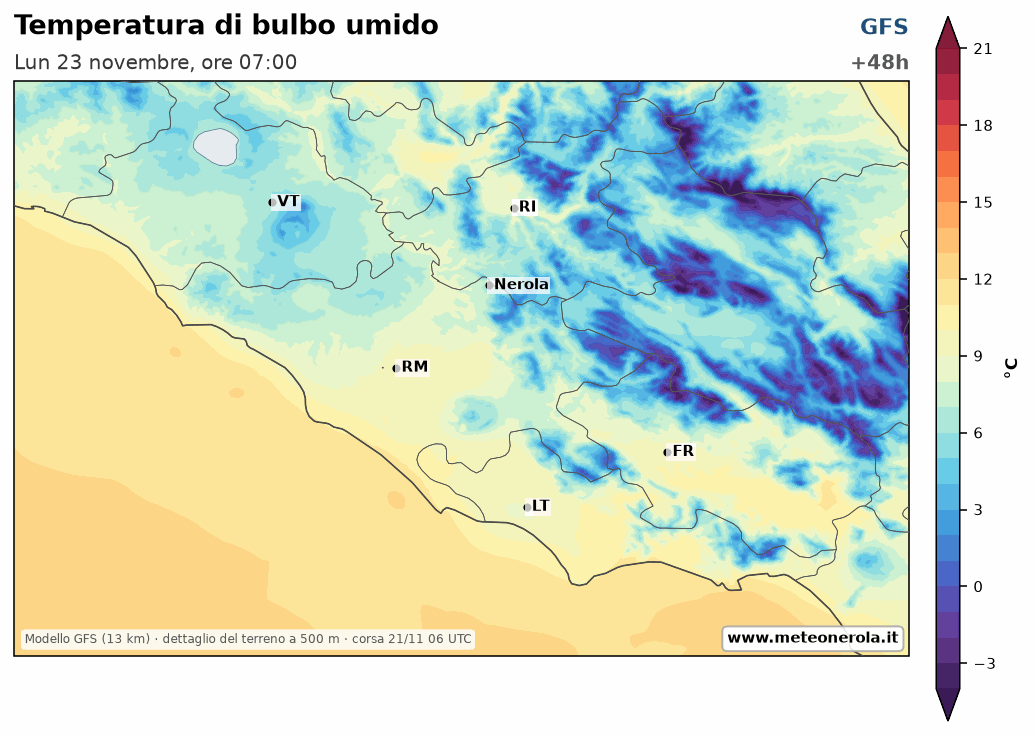 Temperatura di bulbo umido
GFS
Lun 23 novembre, ore 07:00
+48h
21
18
15
12
9
6
3
0
−3
°C
VT
RI
Nerola
RM
FR
LT
Modello GFS (13 km) · dettaglio del terreno a 500 m · corsa 21/11 06 UTC
www.meteonerola.it